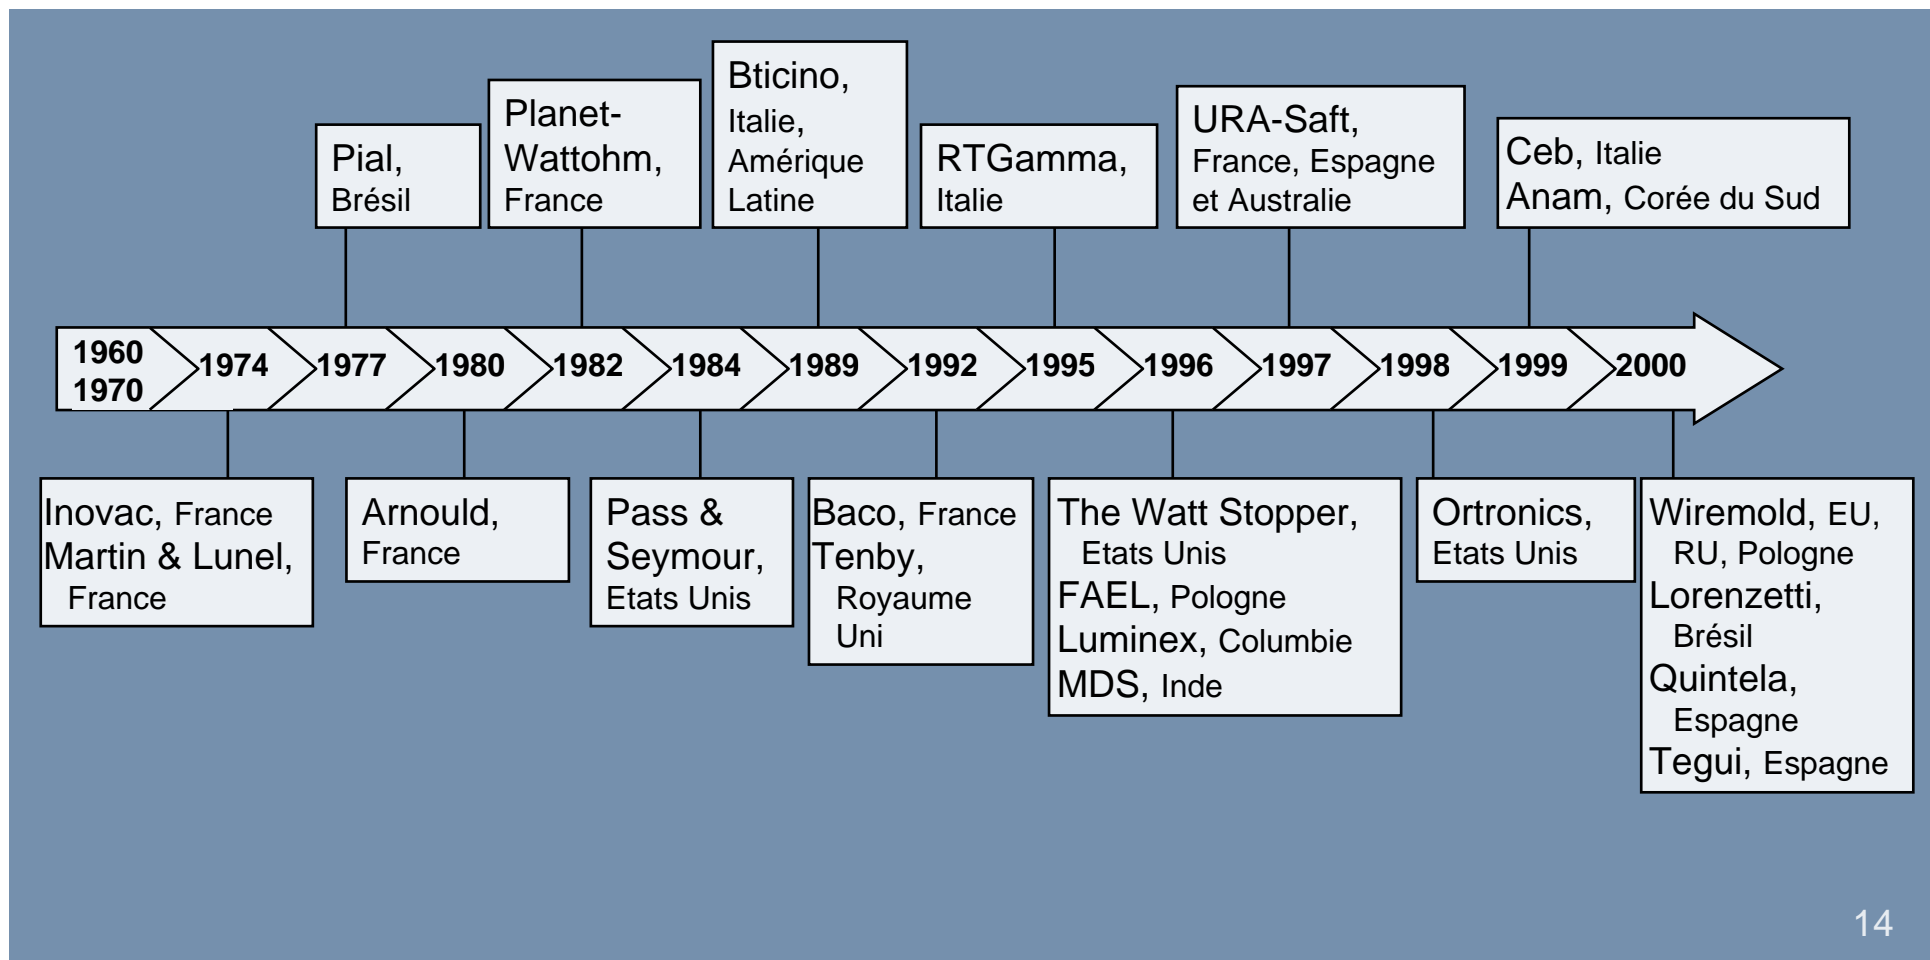 Pial,
Brésil
Planet-
Wattohm,
France
Bticino,
Italie,
Amérique
Latine
RTGamma,
Italie
URA-Saft,
France, Espagne
et Australie
Ceb, Italie
Anam, Corée du Sud
1960
1970
1974
1977
1980
1982
1984
1989
1992
1995
1996
1997
1998
1999
2000
Inovac, France
Martin & Lunel,
France
Arnould,
France
Pass &
Seymour,
Etats Unis
Baco, France
Tenby,
Royaume
Uni
The Watt Stopper,
Etats Unis
FAEL, Pologne
Luminex, Columbie
MDS, Inde
Ortronics,
Etats Unis
Wiremold, EU,
RU, Pologne
Lorenzetti,
Brésil
Quintela,
Espagne
Tegui, Espagne
14